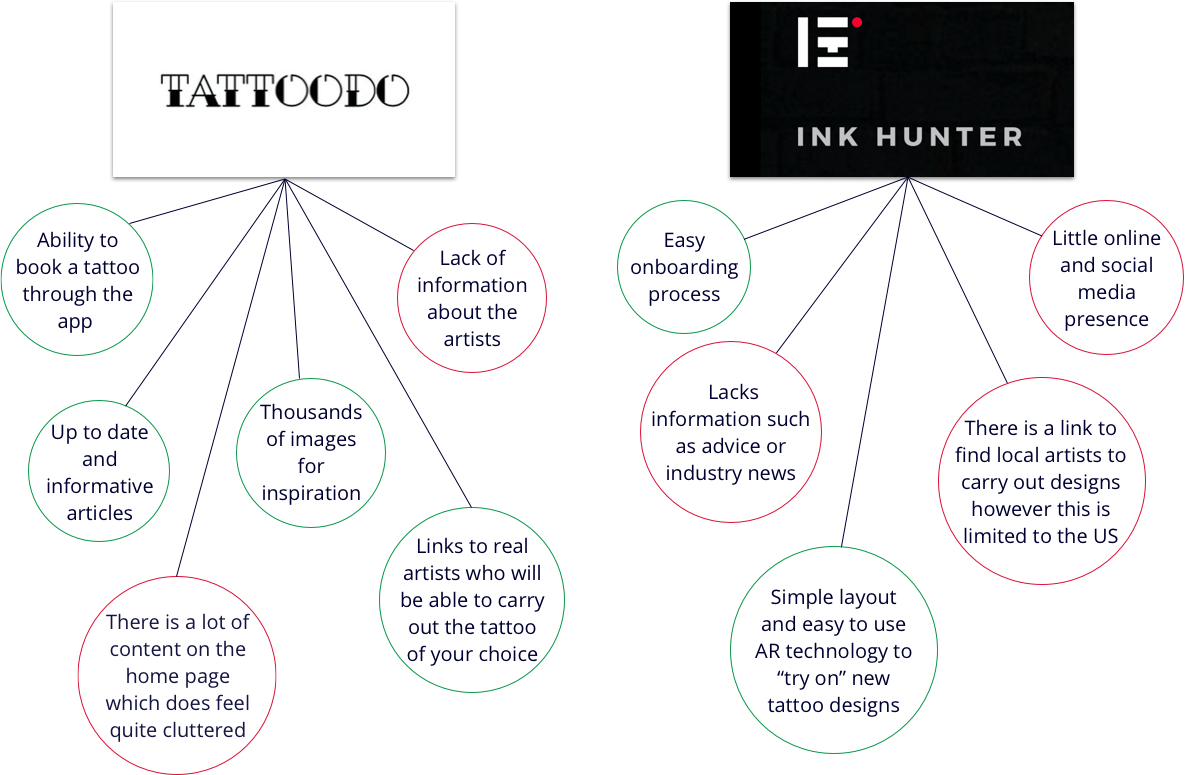 TATTOODO
INK HUNTER
Ability to
book a tattoo
through the
app
Lack of
information
about the
artists
Up to date
and
informative
articles
Thousands
of images
for
inspiration
Links to real
artists who will
be able to carry
out the tattoo
of your choice
There is a lot of
content on the
home page
which does feel
quite cluttered
Easy
onboarding
process
Little online
and social
media
presence
Lacks
information such
as advice or
industry news
There is a link to
find local artists to
carry out designs
however this is
limited to the US
Simple layout
and easy to use
AR technology to
“try on” new
tattoo designs